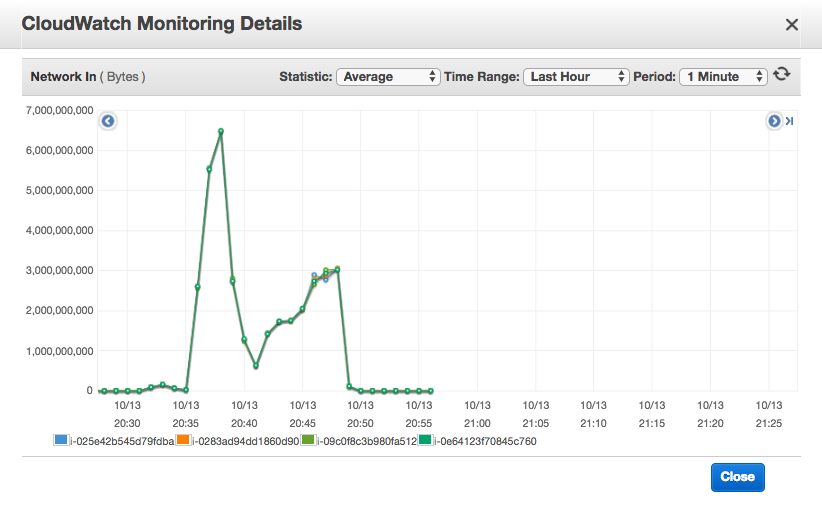 CloudWatch Monitoring Details
Network In ( Bytes ) Statistic: Average Time Range: Last Hour Period: 1 Minute
7,000,000,000
6,000,000,000
5,000,000,000
4,000,000,000
3,000,000,000
2,000,000,000
1,000,000,000
0
10/13 10/13 10/13 10/13 10/13 10/13 10/13 10/13 10/13 10/13 10/13 10/13
20:30 20:35 20:40 20:45 20:50 20:55 21:00 21:05 21:10 21:15 21:20 21:25
i-025e42b545d79fdba i-0283ad94dd1860d90 i-09c0f8c3b980fa512 i-0e64123f70845c760
Close